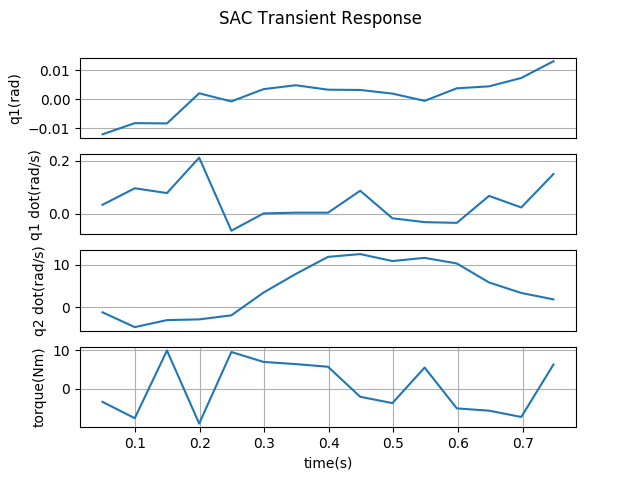 SAC Transient Response
q1(rad)
0.01
0.00
−0.01
q1 dot(rad/s)
0.2
0.0
q2 dot(rad/s)
10
0
torque(Nm)
10
0
0.1 0.2 0.3 0.4 0.5 0.6 0.7
time(s)